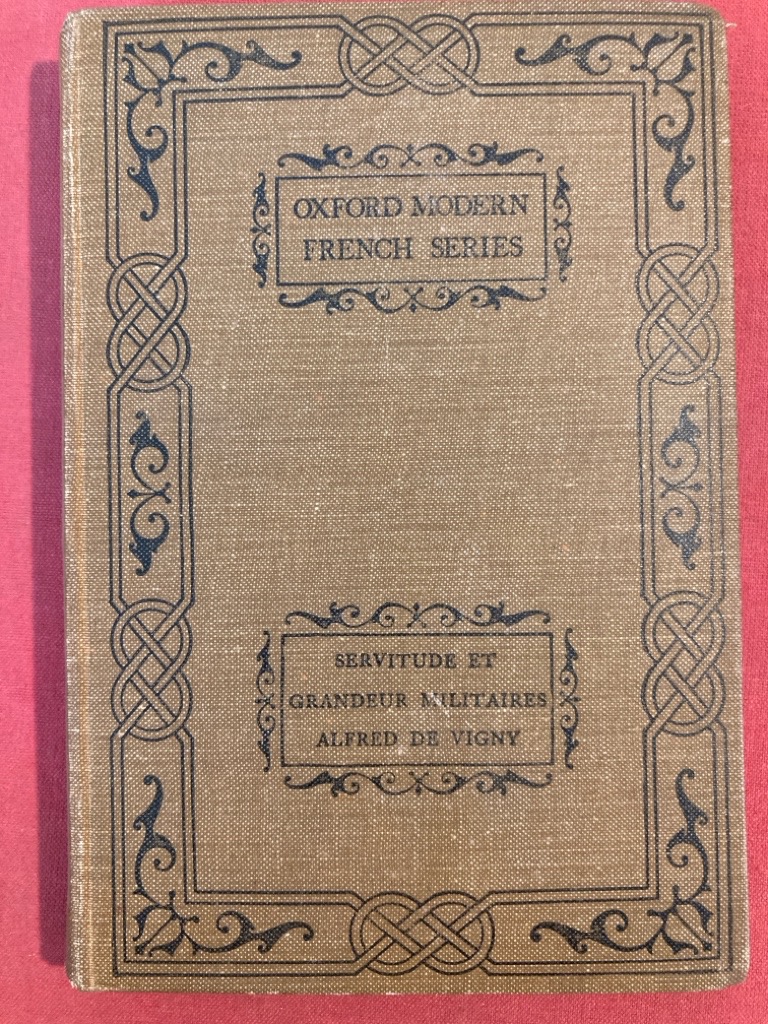 OXFORD MODERN
FRENCH SERIES
SERVITUDE ET
GRANDEUR MILITAIRES
ALFRED DE VIGNY